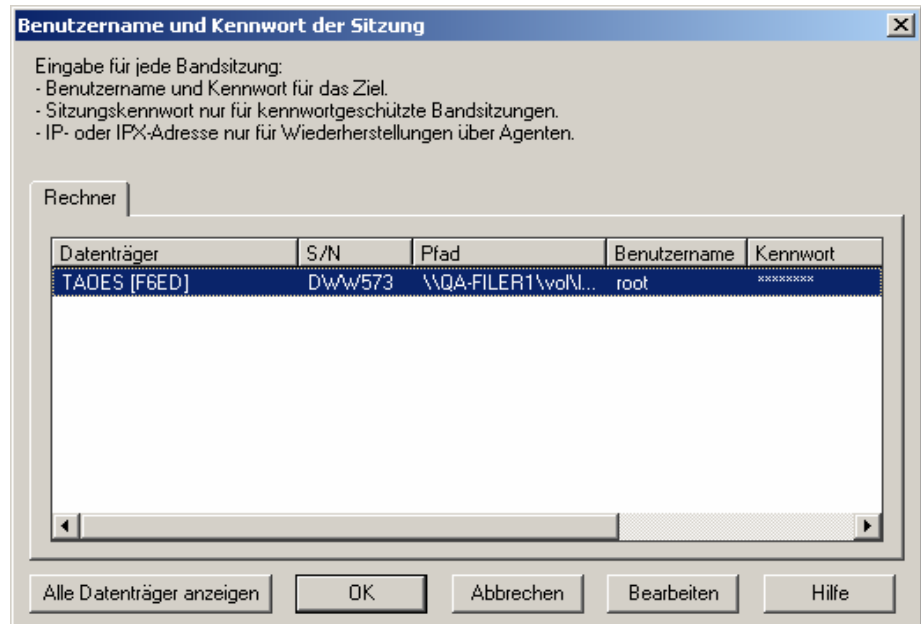 Benutzername und Kennwort der Sitzung
Eingabe für jede Bandsitzung:
- Benutzername und Kennwort für das Ziel.
- Sitzungskennwort nur für kennwortgeschützte Bandsitzungen.
- IP- oder IPX-Adresse nur für Wiederherstellungen über Agenten.
Rechner
Datenträger S/N Pfad Benutzername Kennwort
TAOES [F6ED] DWW573 \\QA-FILER1\vol\l... root ********
Alle Datenträger anzeigen OK Abbrechen Bearbeiten Hilfe